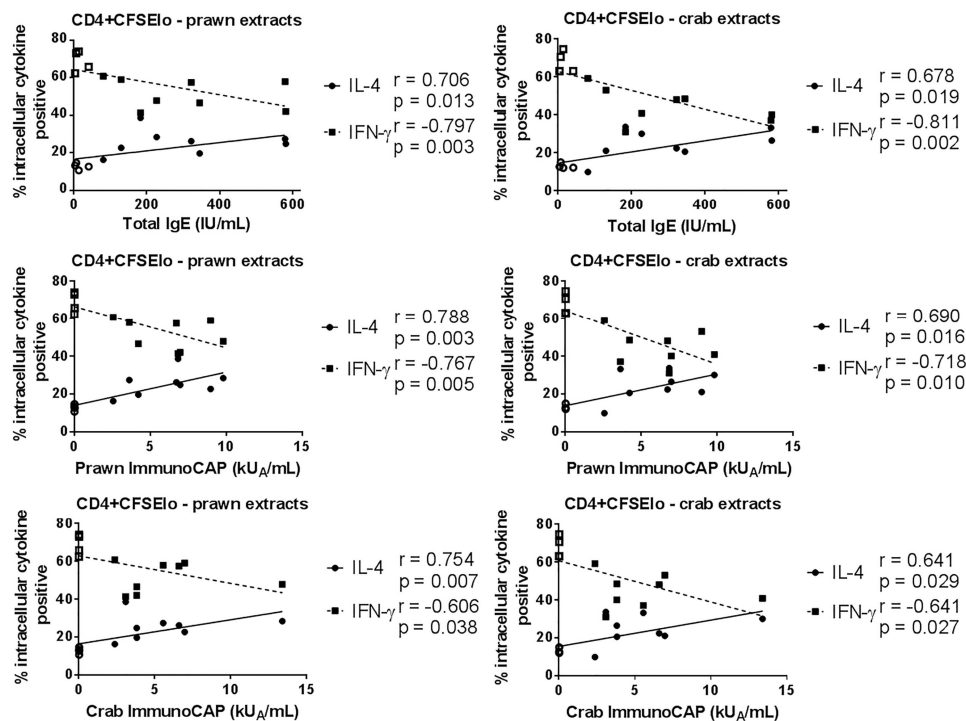 CD4+CFSElo - prawn extracts
% intracellular cytokine
positive
80
60
40
20
0
0 200 400 600
Total IgE (IU/mL)
IL-4 r = 0.706
p = 0.013
IFN-γ r = -0.797
p = 0.003
CD4+CFSElo - crab extracts
% intracellular cytokine
positive
80
60
40
20
0
0 200 400 600
Total IgE (IU/mL)
IL-4 r = 0.678
p = 0.019
IFN-γ r = -0.811
p = 0.002
CD4+CFSElo - prawn extracts
% intracellular cytokine
positive
80
60
40
20
0
0 5 10 15
Prawn ImmunoCAP (kUA/mL)
IL-4 r = 0.788
p = 0.003
IFN-γ r = -0.767
p = 0.005
CD4+CFSElo - crab extracts
% intracellular cytokine
positive
80
60
40
20
0
0 5 10 15
Prawn ImmunoCAP (kUA/mL)
IL-4 r = 0.690
p = 0.016
IFN-γ r = -0.718
p = 0.010
CD4+CFSElo - prawn extracts
% intracellular cytokine
positive
80
60
40
20
0
0 5 10 15
Crab ImmunoCAP (kUA/mL)
IL-4 r = 0.754
p = 0.007
IFN-γ r = -0.606
p = 0.038
CD4+CFSElo - crab extracts
% intracellular cytokine
positive
80
60
40
20
0
0 5 10 15
Crab ImmunoCAP (kUA/mL)
IL-4 r = 0.641
p = 0.029
IFN-γ r = -0.641
p = 0.027